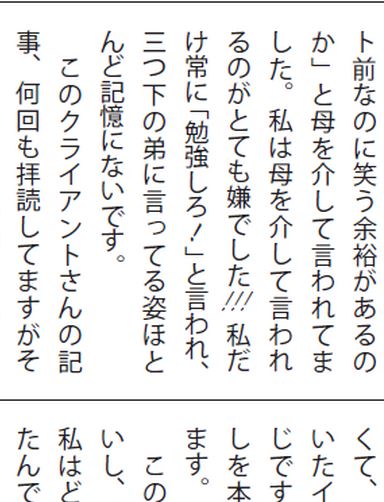 ト前なのに笑う余裕があるの
か」と母を介して言われてま
した。私は母を介して言われ
るのがとても嫌でした!!! 私だ
け常に「勉強しろ！」と言われ、
三つ下の弟に言ってる姿ほと
んど記憶にないです。
　このクライアントさんの記
事、何回も拝読してますがそ
くて、
いたイ
じです
しを本
ます。
　この
いし、
私はど
たんで